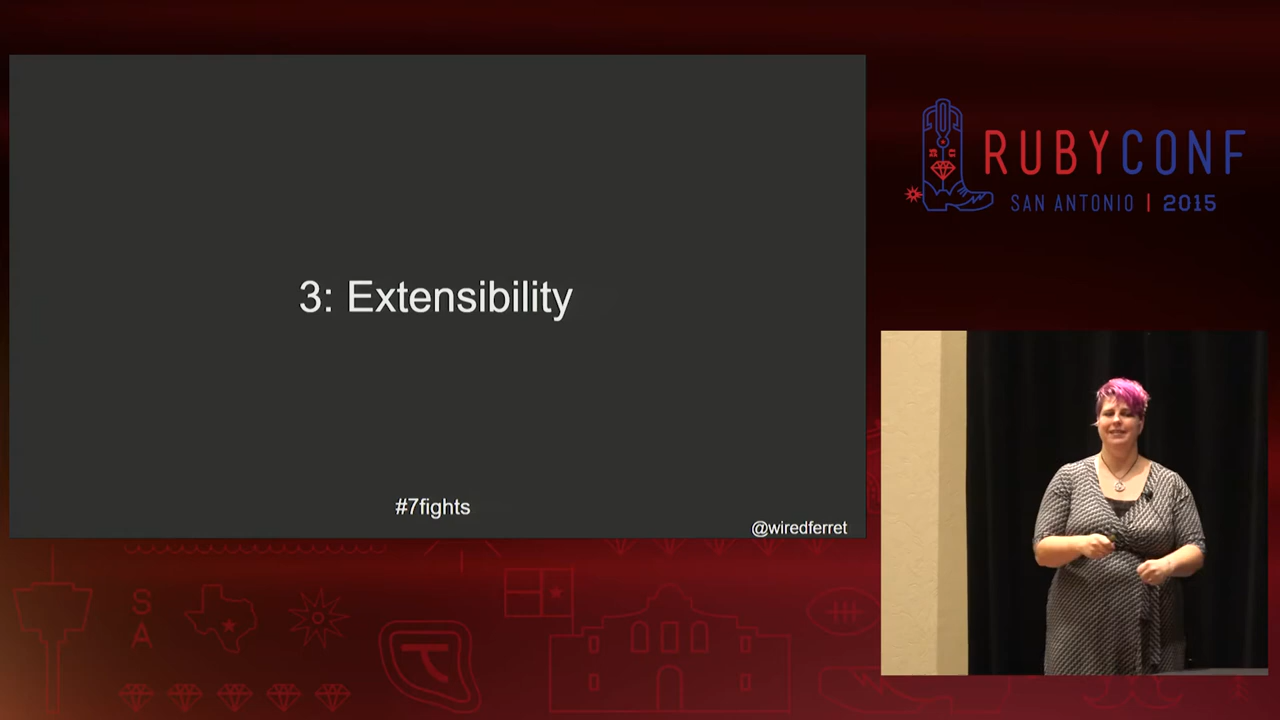 3: Extensibility
#7fights
@wiredferret
RUBYCONF
SAN ANTONIO | 2015
S
A